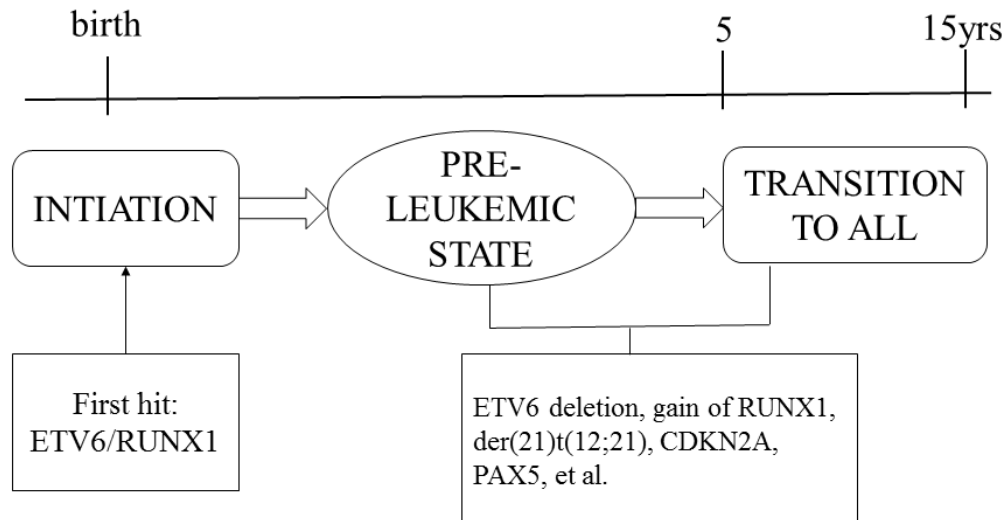 birth
5
15yrs
INTIATION
PRE-
LEUKEMIC
STATE
TRANSITION
TO ALL
First hit:
ETV6/RUNX1
ETV6 deletion, gain of RUNX1,
der(21)t(12;21), CDKN2A,
PAX5, et al.